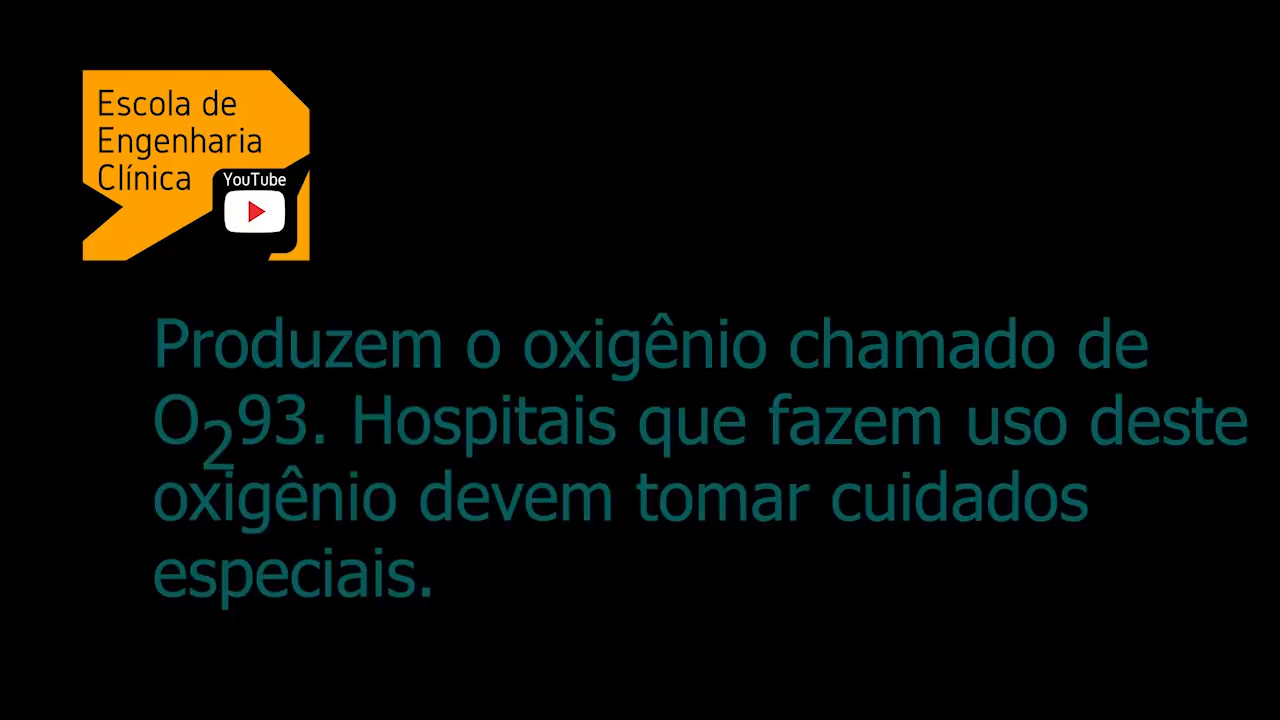 Escola de
Engenharia
Clínica
YouTube
Produzem o oxigênio chamado de
O₂93. Hospitais que fazem uso deste
oxigênio devem tomar cuidados
especiais.